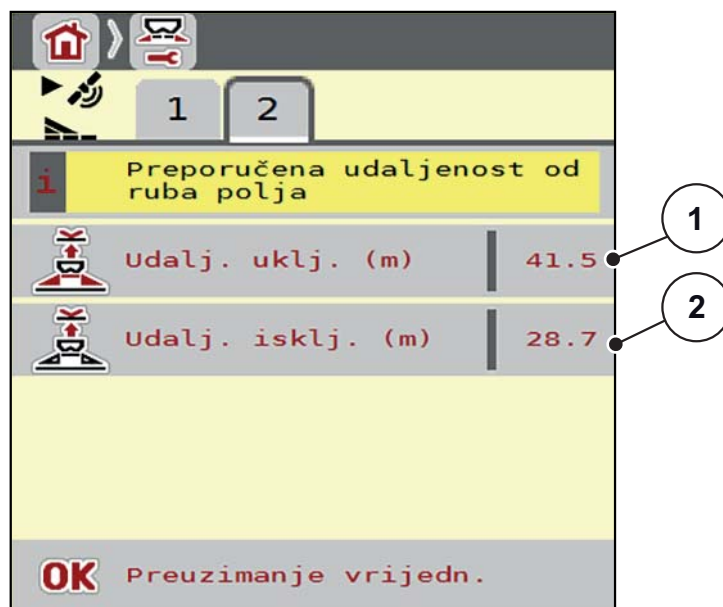 1
2
i
Preporučena udaljenost od
ruba polja
Udalj. uklj. (m)
41.5
1
Udalj. isklj. (m)
28.7
2
OK
Preuzimanje vrijedn.